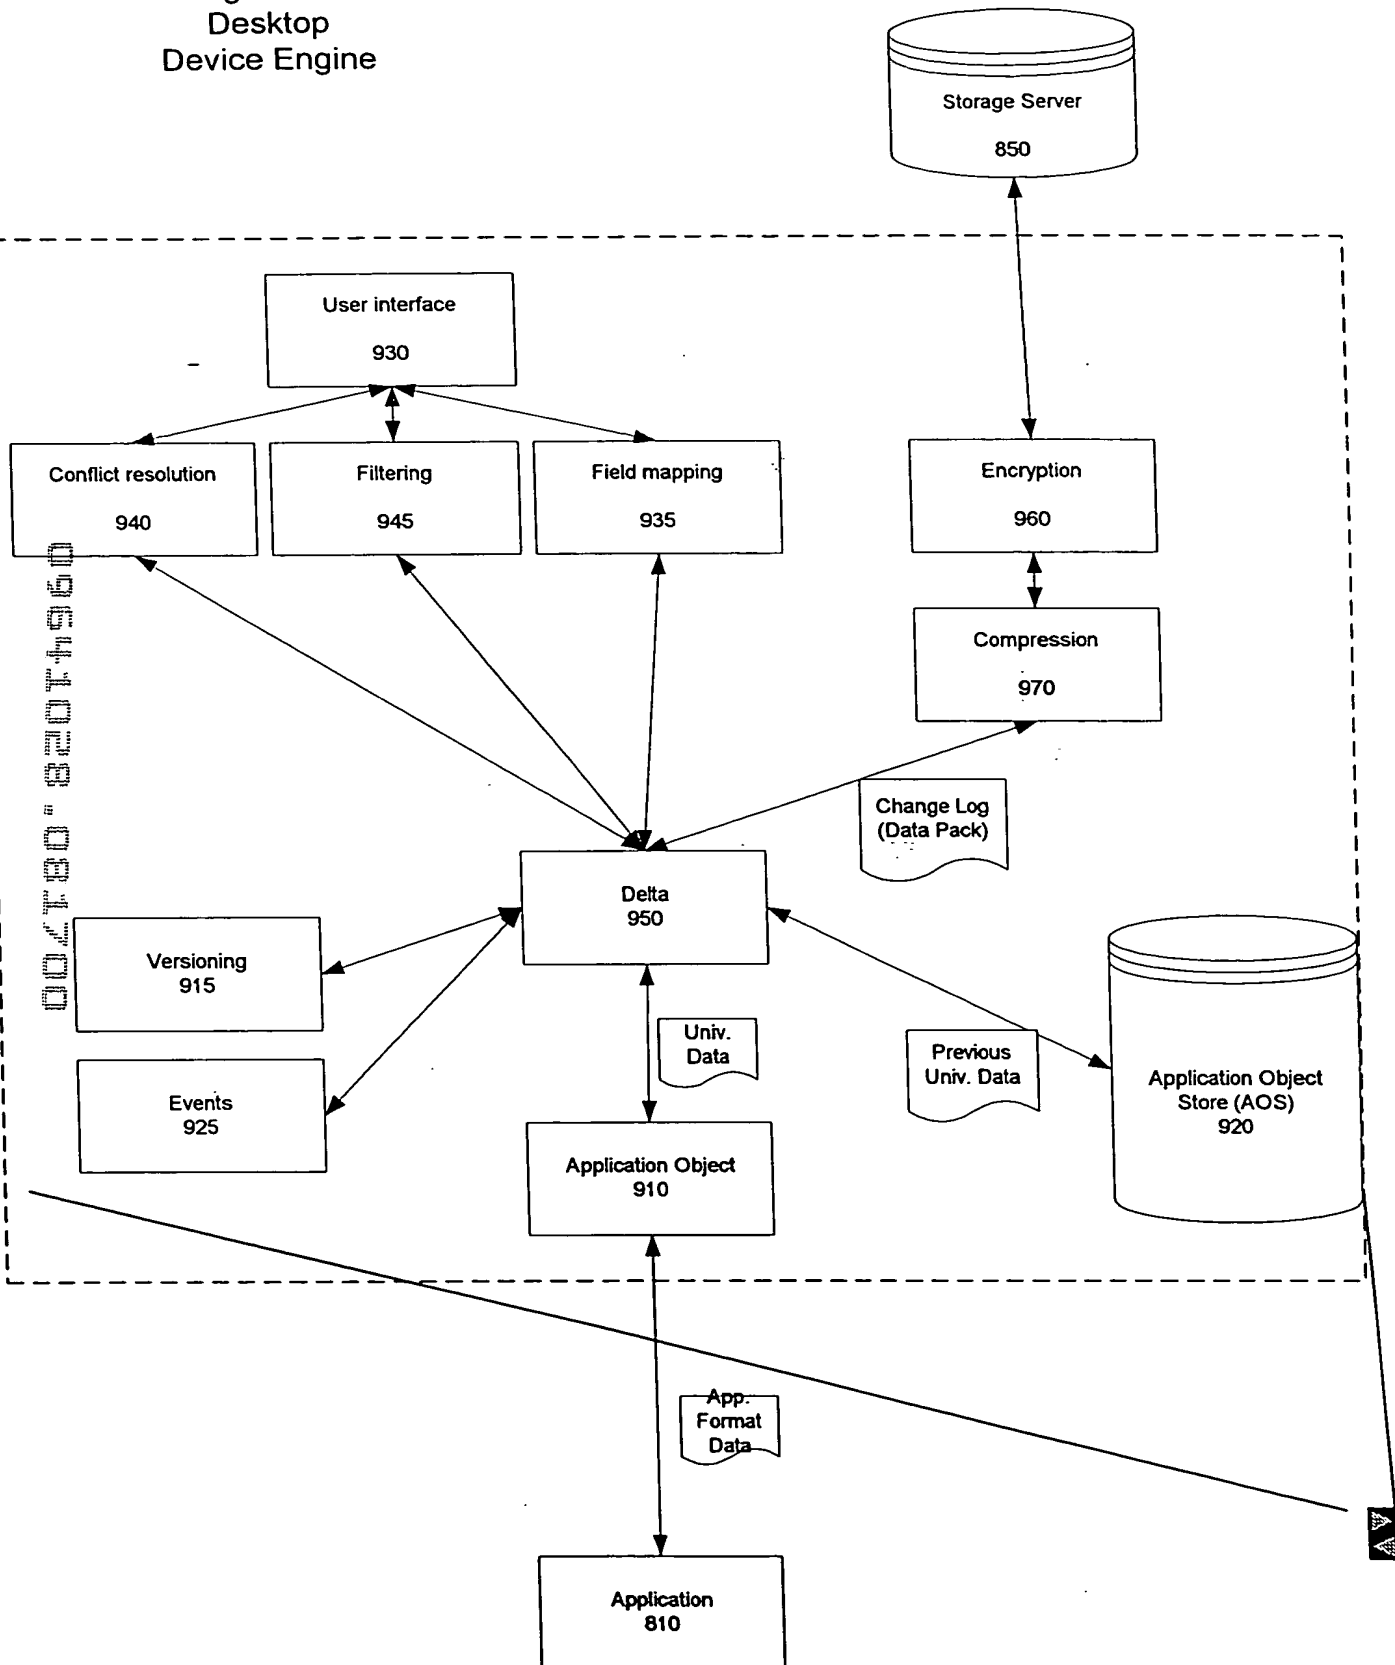 Desktop
Device Engine
Storage Server
850
User interface
930
Conflict resolution
940
Filtering
945
Field mapping
935
Encryption
960
Compression
970
Change Log
(Data Pack)
Delta
950
Versioning
915
Events
925
Univ.
Data
Previous
Univ. Data
Application Object
Store (AOS)
920
Application Object
910
App.
Format
Data
Application
810
09641028.081700